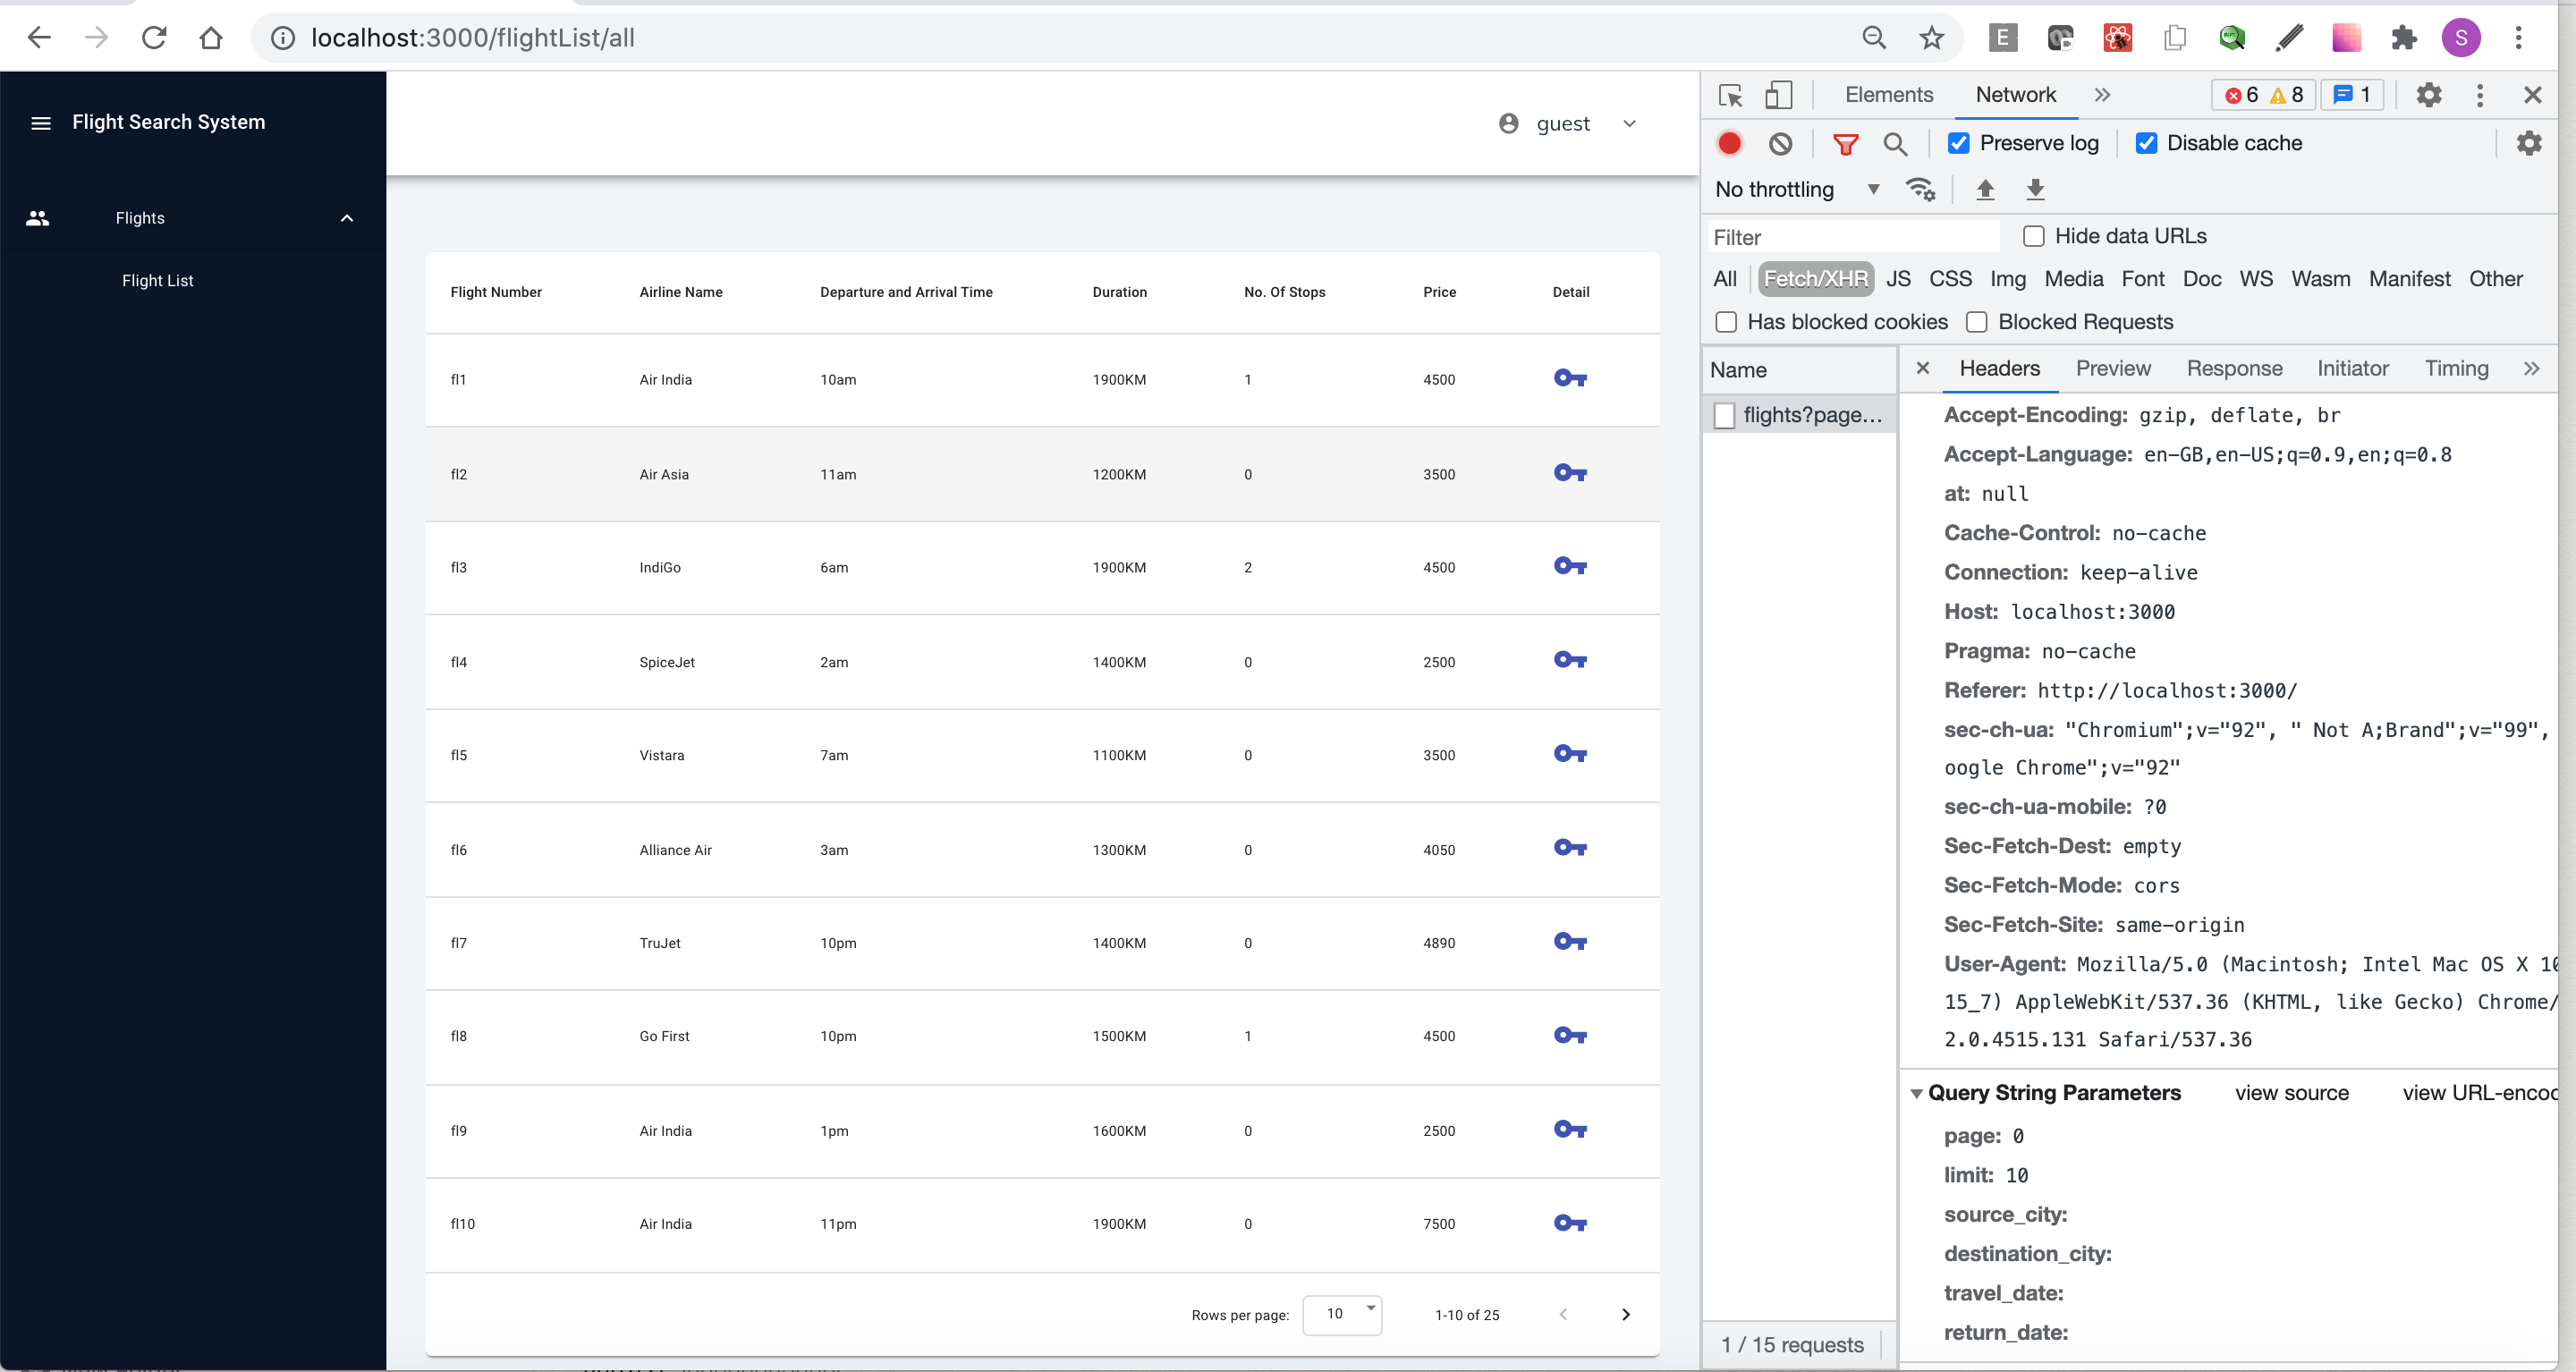 localhost:3000/flightList/all
E
S
Flight Search System
Flights
Flight List
guest
Flight Number Airline Name Departure and Arrival Time Duration No. Of Stops Price Detail
fl1 Air India 10am 1900KM 1 4500
fl2 Air Asia 11am 1200KM 0 3500
fl3 IndiGo 6am 1900KM 2 4500
fl4 SpiceJet 2am 1400KM 0 2500
fl5 Vistara 7am 1100KM 0 3500
fl6 Alliance Air 3am 1300KM 0 4050
fl7 TruJet 10pm 1400KM 0 4890
fl8 Go First 10pm 1500KM 1 4500
fl9 Air India 1pm 1600KM 0 2500
fl10 Air India 11pm 1900KM 0 7500
Rows per page: 10 1-10 of 25
Elements Network 6 8 1
Preserve log Disable cache
No throttling
Filter Hide data URLs
All Fetch/XHR JS CSS Img Media Font Doc WS Wasm Manifest Other
Has blocked cookies Blocked Requests
Name
flights?page...
1 / 15 requests
Headers Preview Response Initiator Timing
Accept-Encoding: gzip, deflate, br
Accept-Language: en-GB,en-US;q=0.9,en;q=0.8
at: null
Cache-Control: no-cache
Connection: keep-alive
Host: localhost:3000
Pragma: no-cache
Referer: http://localhost:3000/
sec-ch-ua: "Chromium";v="92", " Not A;Brand";v="99",
oogle Chrome";v="92"
sec-ch-ua-mobile: ?0
Sec-Fetch-Dest: empty
Sec-Fetch-Mode: cors
Sec-Fetch-Site: same-origin
User-Agent: Mozilla/5.0 (Macintosh; Intel Mac OS X 10
15_7) AppleWebKit/537.36 (KHTML, like Gecko) Chrome/
2.0.4515.131 Safari/537.36
Query String Parameters view source view URL-encoc
page: 0
limit: 10
source_city:
destination_city:
travel_date:
return_date: